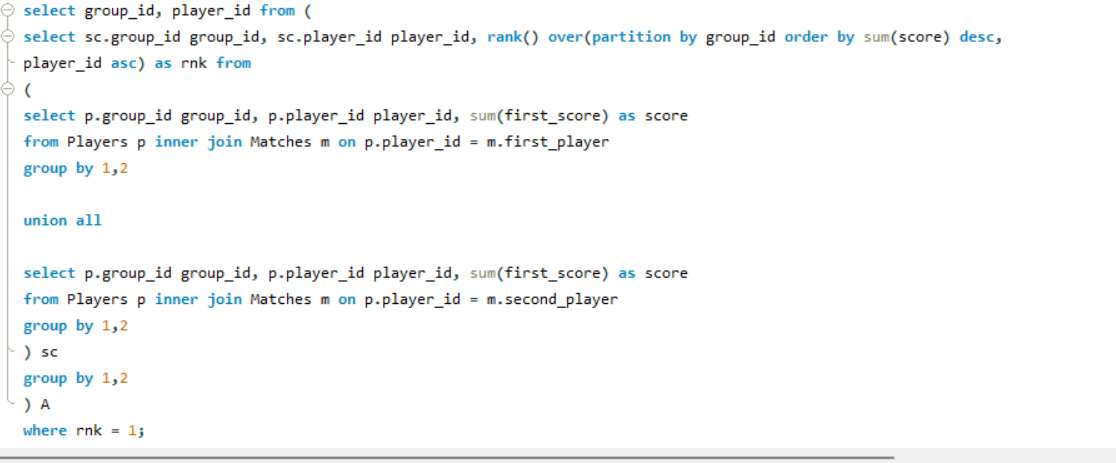 select group_id, player_id from (
select sc.group_id group_id, sc.player_id player_id, rank() over(partition by group_id order by sum(score) desc,
player_id asc) as rnk from
(
select p.group_id group_id, p.player_id player_id, sum(first_score) as score
from Players p inner join Matches m on p.player_id = m.first_player
group by 1,2
union all
select p.group_id group_id, p.player_id player_id, sum(first_score) as score
from Players p inner join Matches m on p.player_id = m.second_player
group by 1,2
) sc
group by 1,2
) A
where rnk = 1;